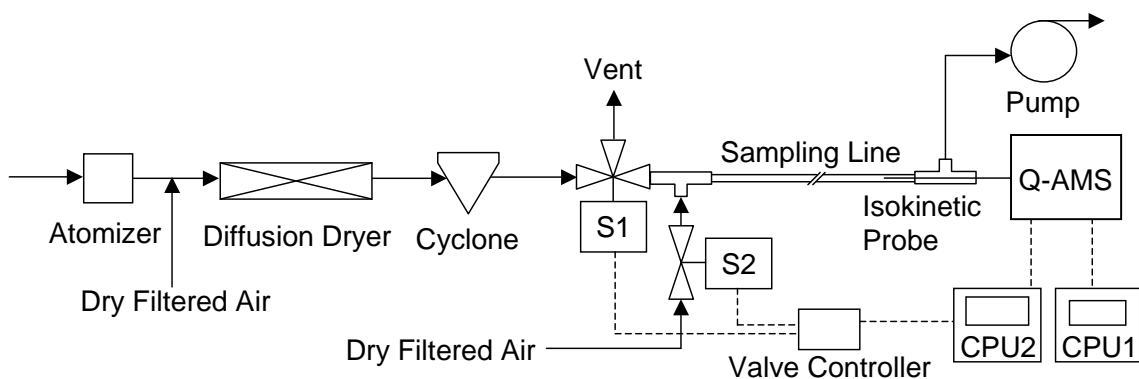 Vent
Pump
Sampling Line
Q-AMS
Atomizer
Diffusion Dryer
Cyclone
S1
Isokinetic
Probe
S2
Dry Filtered Air
Dry Filtered Air
Valve Controller
CPU2
CPU1